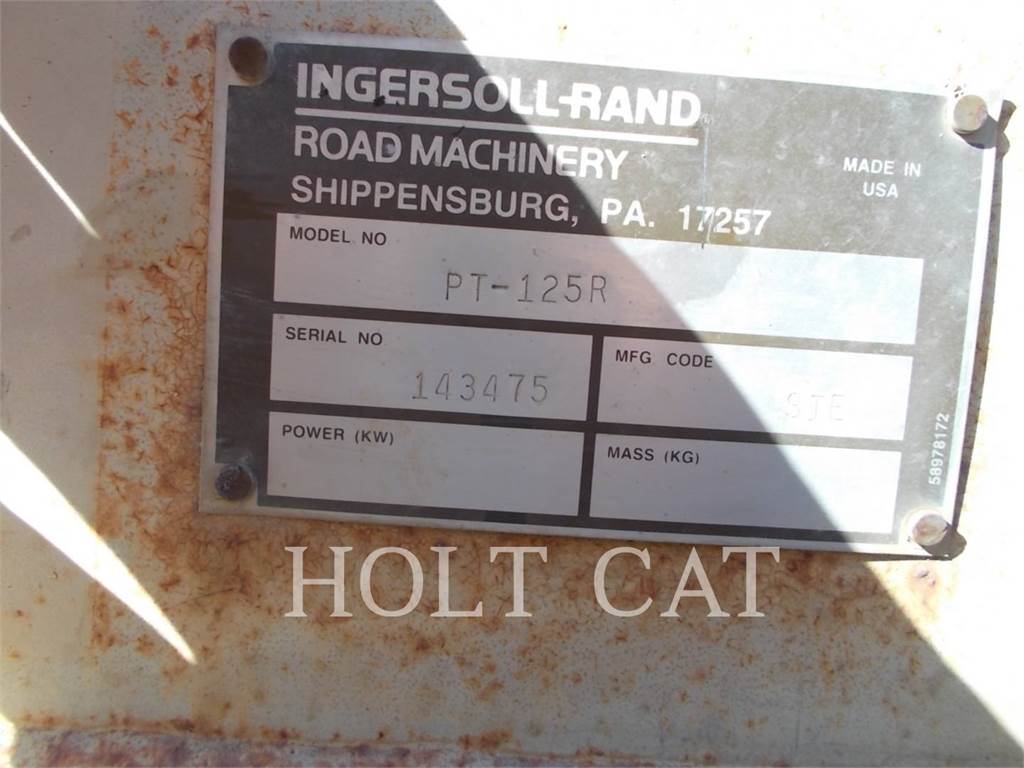 INGERSOLL-RAND®
ROAD MACHINERY
SHIPPENSBURG, PA. 17257
MADE IN
USA
MODEL NO
PT-125R
SERIAL NO
143475
MFG CODE
POWER (KW)
MASS (KG)
58978172
HOLT CAT